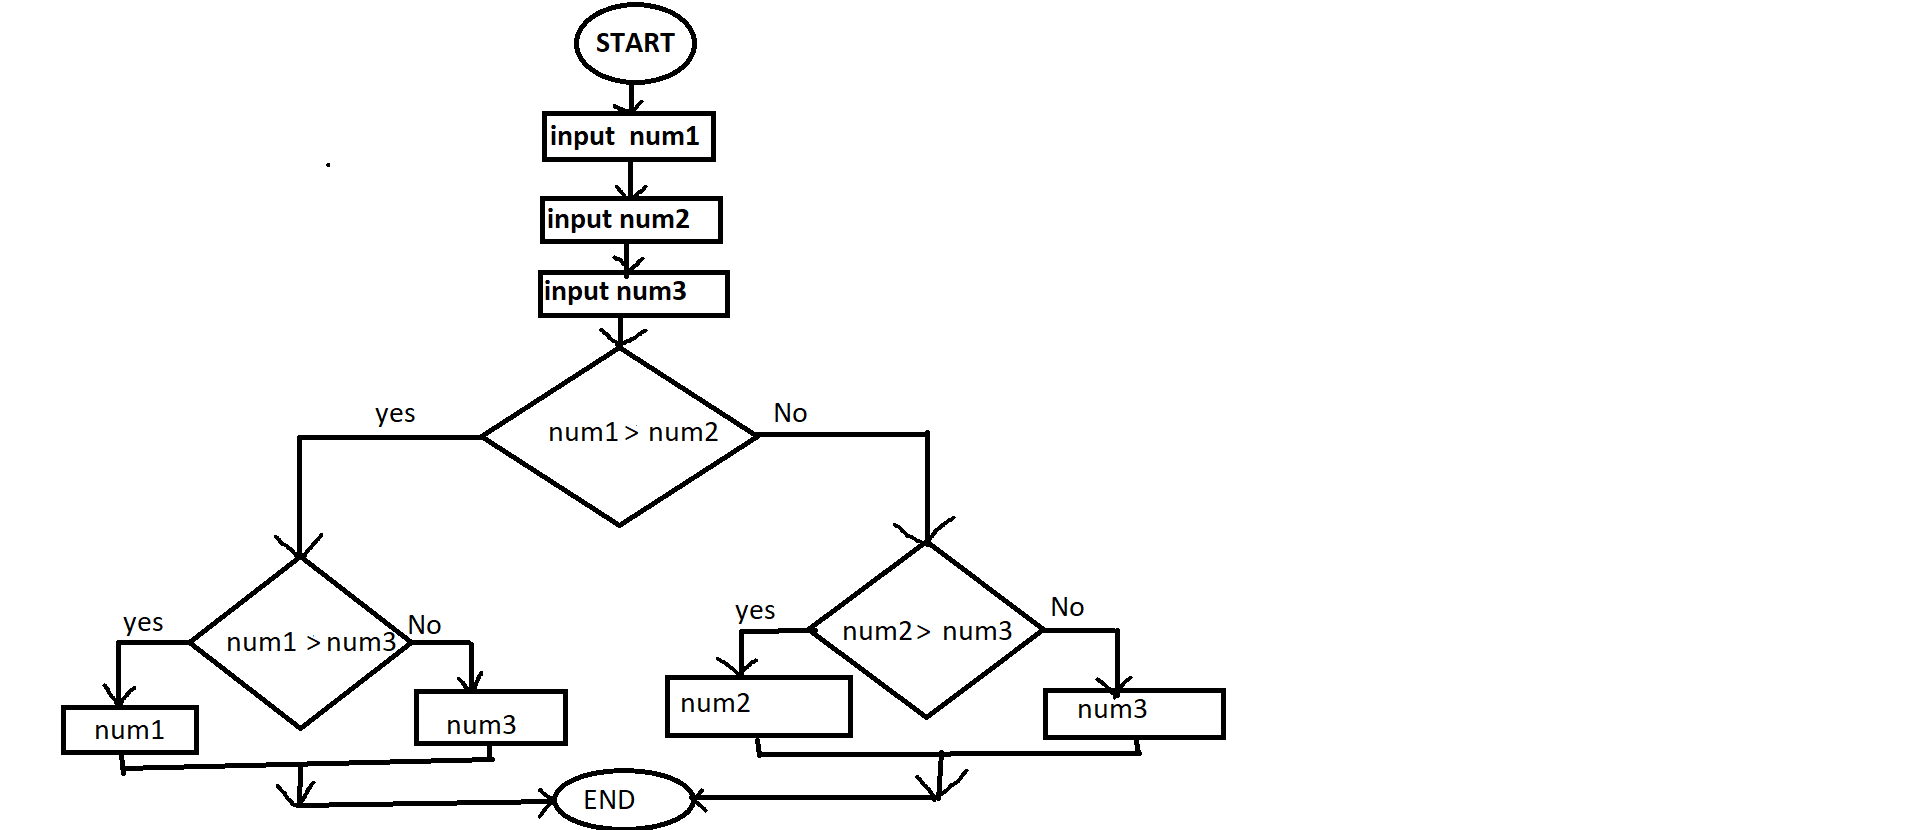 START
input num1
input num2
input num3
yes
No
num1 > num2
yes
num1 > num3
No
yes
num2 > num3
No
num1
num3
num2
num3
END